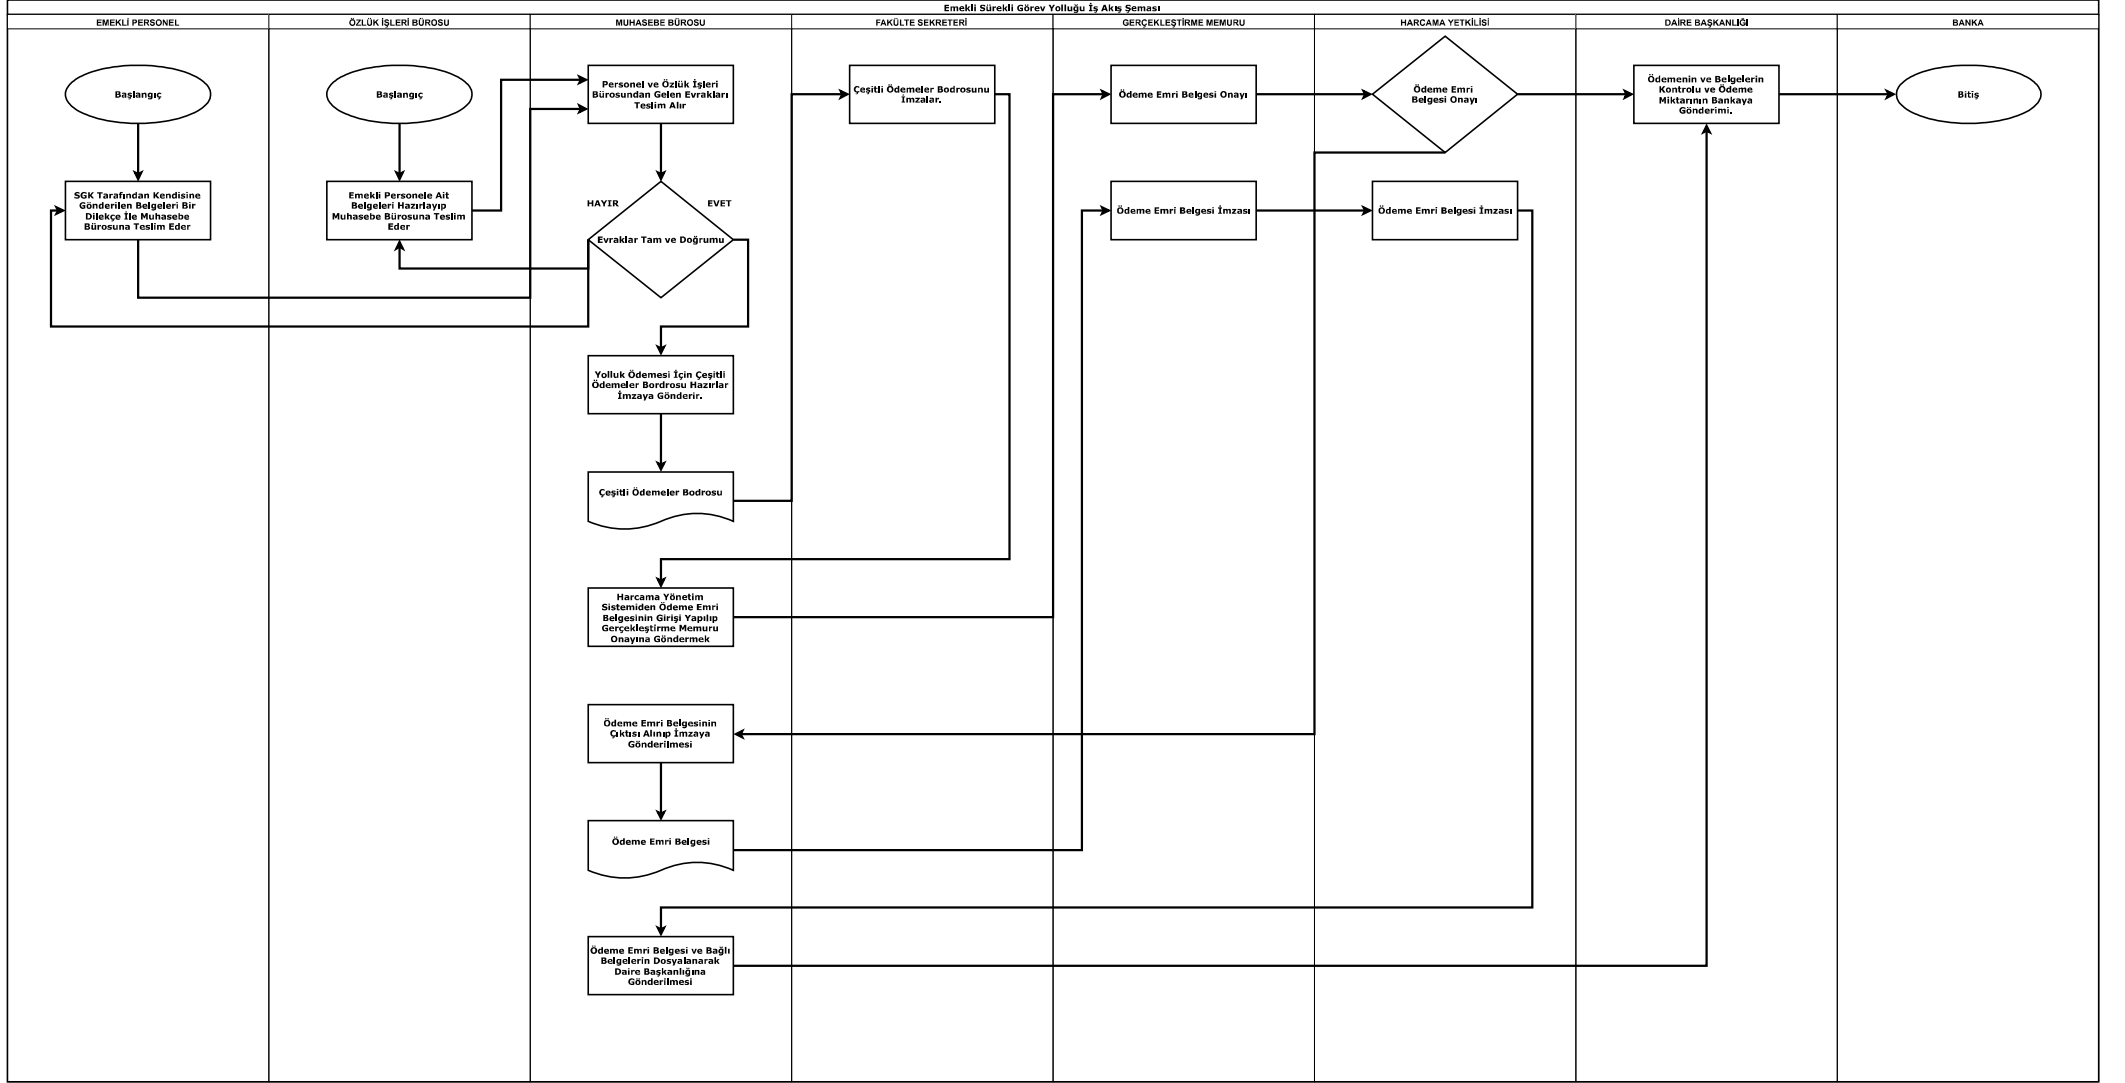 Emekli Sürekli Görev Yolluğu İş Akış Şeması
EMEKLİ PERSONEL
ÖZLÜK İŞLERİ BÜROSU
MUHASEBE BÜROSU
FAKÜLTE SEKRETERİ
GERÇEKLEŞTİRME MEMURU
HARCAMA YETKİLİSİ
DAİRE BAŞKANLIĞI
BANKA
Başlangıç
SGK Tarafından Kendisine
Gönderilen Belgeleri Bir
Dilekçe İle Muhasebe
Bürosuna Teslim Eder
Başlangıç
Emekli Personele Ait
Belgeleri Hazırlayıp
Muhasebe Bürosuna Teslim
Eder
Personel ve Özlük İşleri
Bürosundan Gelen Evrakları
Teslim Alır
HAYIR
EVET
Evraklar Tam ve Doğrumu
Yolluk Ödemesi İçin Çeşitli
Ödemeler Bordrosu Hazırlar
İmzaya Gönderir.
Çeşitli Ödemeler Bodrosu
Harcama Yönetim
Sistemiden Ödeme Emri
Belgesinin Girişi Yapılıp
Gerçekleştirme Memuru
Onayına Göndermek
Ödeme Emri Belgesinin
Çıktısı Alınıp İmzaya
Gönderilmesi
Ödeme Emri Belgesi
Ödeme Emri Belgesi ve Bağlı
Belgelerin Dosyalanarak
Daire Başkanlığına
Gönderilmesi
Çeşitli Ödemeler Bodrosunu
İmzalar.
Ödeme Emri Belgesi Onayı
Ödeme Emri Belgesi İmzası
Ödeme Emri
Belgesi Onayı
Ödeme Emri Belgesi İmzası
Ödemenin ve Belgelerin
Kontrolu ve Ödeme
Miktarının Bankaya
Gönderimi.
Bitiş